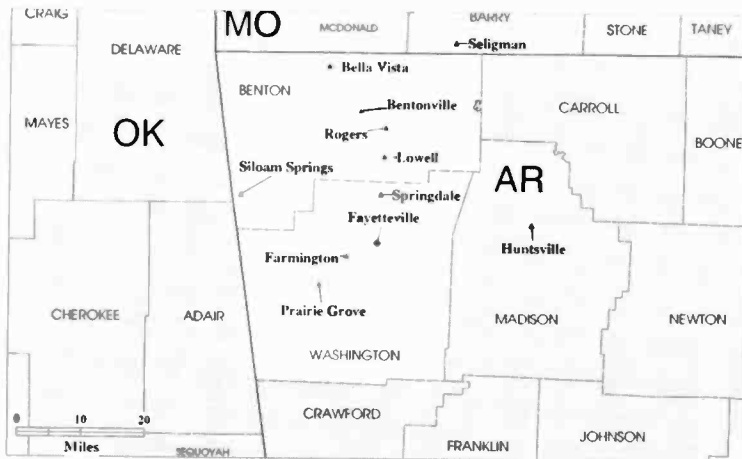 CRAIG
MO
BARRY
MCDONALD
STONE
TANEY
DELAWARE
Seligman
Bella Vista
BENTON
MAYES
Bentonville
CARROLL
OK
Rogers
BOONE
Lowell
Siloam Springs
AR
Springdale
Fayetteville
Farmington
Huntsville
Prairie Grove
CHEROKEE
ADAIR
MADISON
NEWTON
WASHINGTON
0 10 20
Miles
CRAWFORD
FRANKLIN
JOHNSON
SEQUOYAH